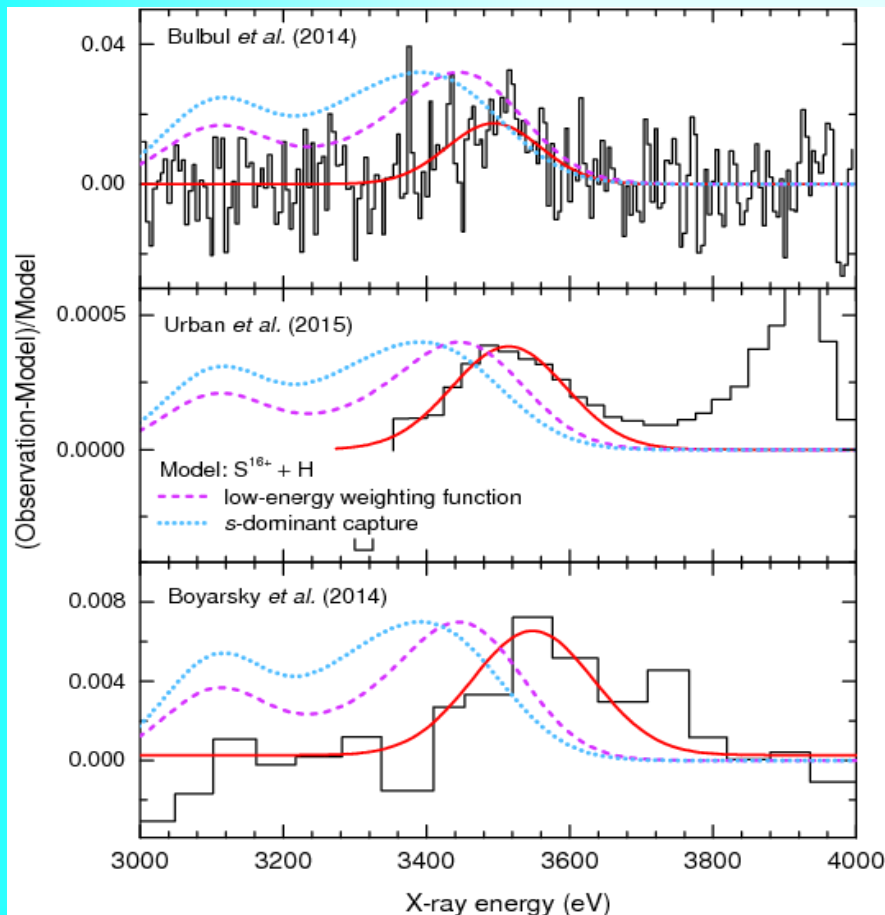 Bulbul et al. (2014)
0.04
0.00
(Observation-Model)/Model
Urban et al. (2015)
0.0005
0.0000
Model: S¹⁶⁺ + H
low-energy weighting function
s-dominant capture
Boyarsky et al. (2014)
0.008
0.004
0.000
3000 3200 3400 3600 3800 4000
X-ray energy (eV)